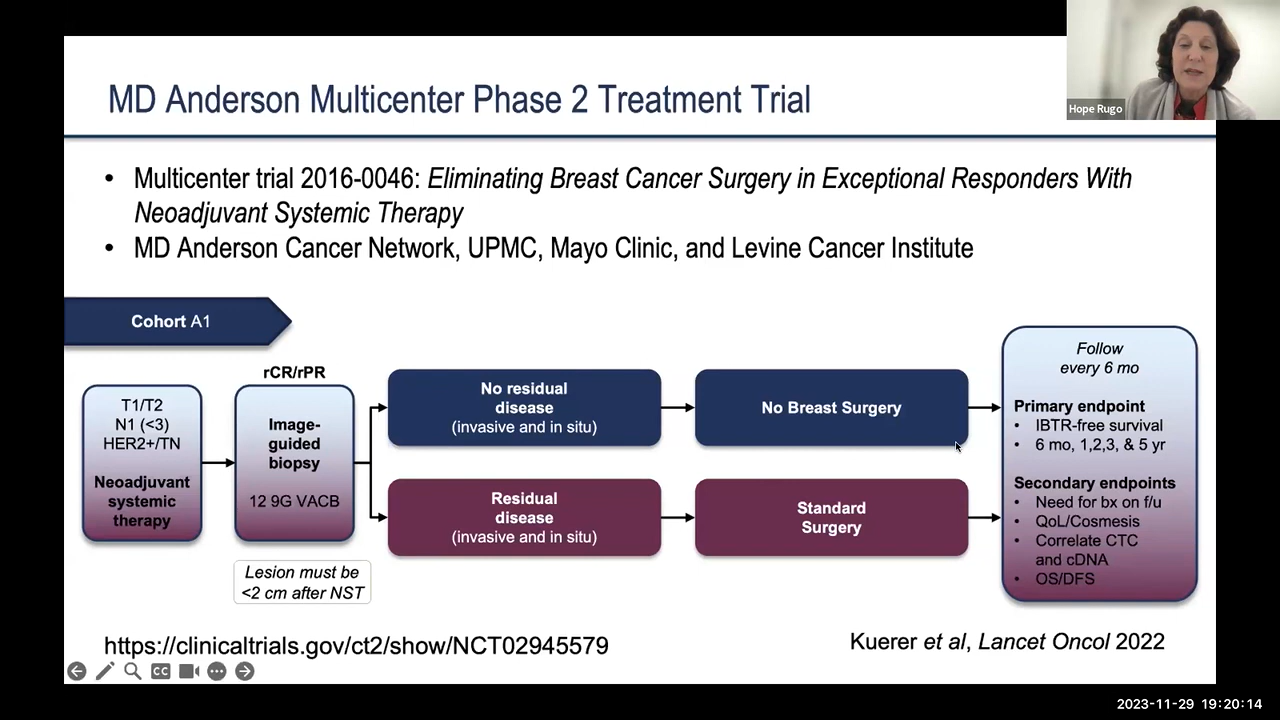 MD Anderson Multicenter Phase 2 Treatment Trial
Hope Rugo
• Multicenter trial 2016-0046: Eliminating Breast Cancer Surgery in Exceptional Responders With
Neoadjuvant Systemic Therapy
• MD Anderson Cancer Network, UPMC, Mayo Clinic, and Levine Cancer Institute
Cohort A1
T1/T2
N1 (<3)
HER2+/TN
Neoadjuvant
systemic
therapy
rCR/rPR
Image-
guided
biopsy
12 9G VACB
Lesion must be
<2 cm after NST
No residual
disease
(invasive and in situ)
No Breast Surgery
Residual
disease
(invasive and in situ)
Standard
Surgery
Follow
every 6 mo
Primary endpoint
• IBTR-free survival
• 6 mo, 1,2,3, & 5 yr
Secondary endpoints
• Need for bx on f/u
• QoL/Cosmesis
• Correlate CTC
and cDNA
• OS/DFS
https://clinicaltrials.gov/ct2/show/NCT02945579
Kuerer et al, Lancet Oncol 2022
CC
2023-11-29 19:20:14